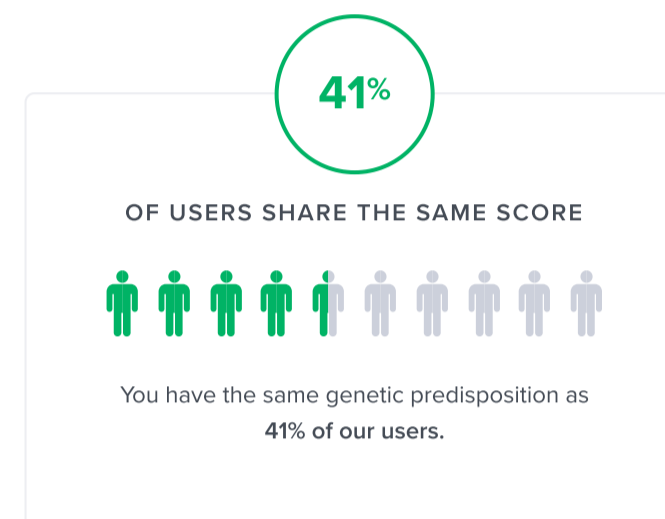 41%
OF USERS SHARE THE SAME SCORE
You have the same genetic predisposition as
41% of our users.